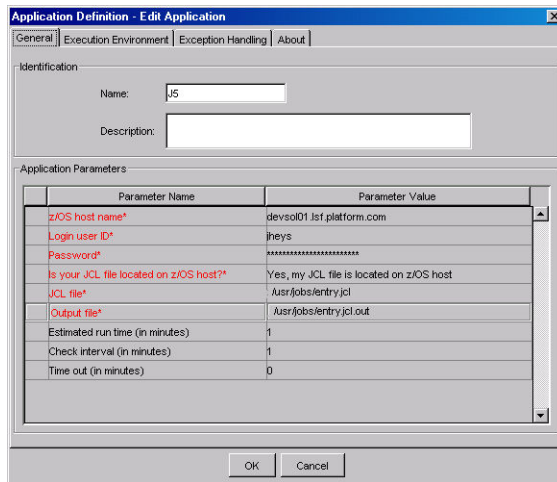 Application Definition - Edit Application
General Execution Environment Exception Handling About
Identification
Name: J5
Description:
Application Parameters
Parameter Name Parameter Value
z/OS host name* devsol01.lsf.platform.com
Login user ID* jheys
Password* ************************
Is your JCL file located on z/OS host?* Yes, my JCL file is located on z/OS host
JCL file* /usr/jobs/entry.jcl
Output file* /usr/jobs/entry.jcl.out
Estimated run time (in minutes) 1
Check interval (in minutes) 1
Time out (in minutes) 0
OK Cancel